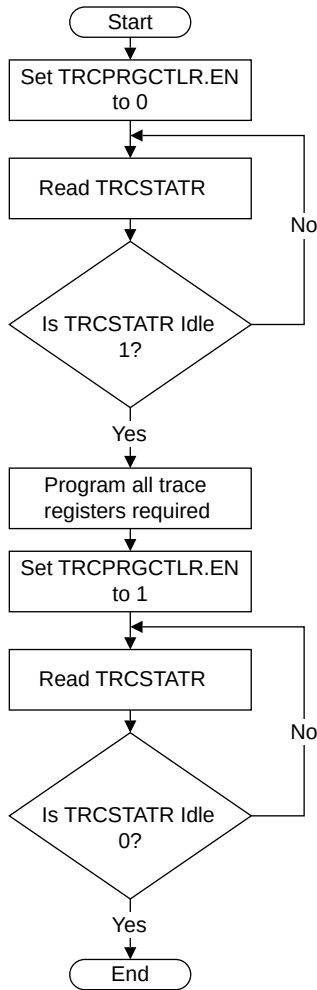 Start
Set TRCPRGCTLR.EN
to 0
Read TRCSTATR
No
Is TRCSTATR Idle
1?
Yes
Program all trace
registers required
Set TRCPRGCTLR.EN
to 1
Read TRCSTATR
No
Is TRCSTATR Idle
0?
Yes
End